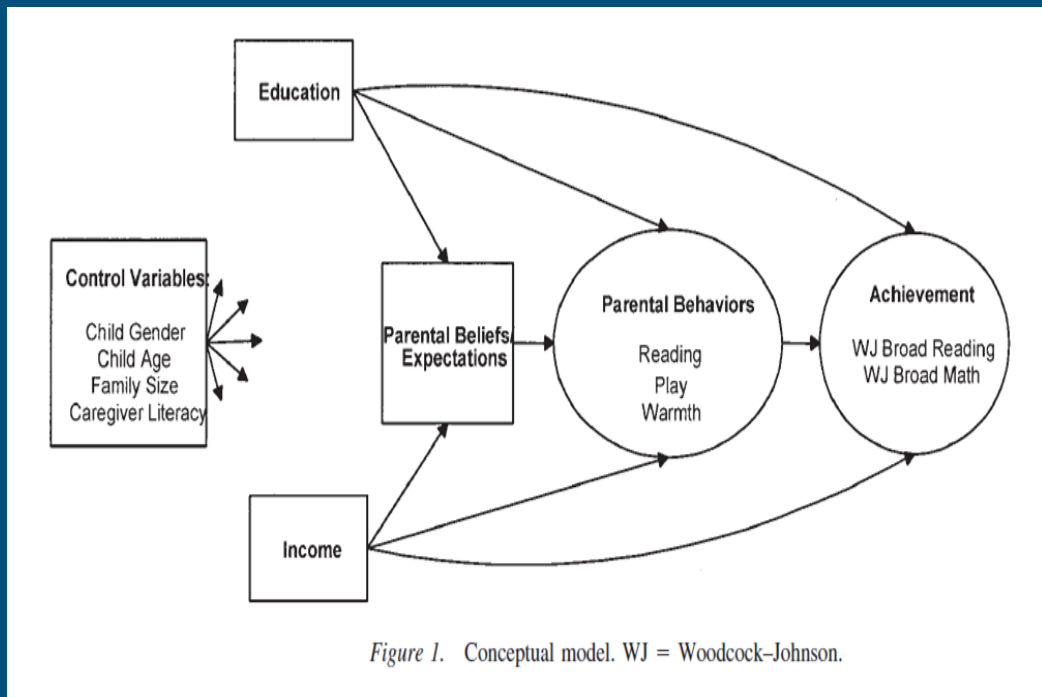 Education
Control Variables:
Child Gender
Child Age
Family Size
Caregiver Literacy
Parental Beliefs/
Expectations
Parental Behaviors
Reading
Play
Warmth
Achievement
WJ Broad Reading
WJ Broad Math
Income
Figure 1. Conceptual model. WJ = Woodcock–Johnson.